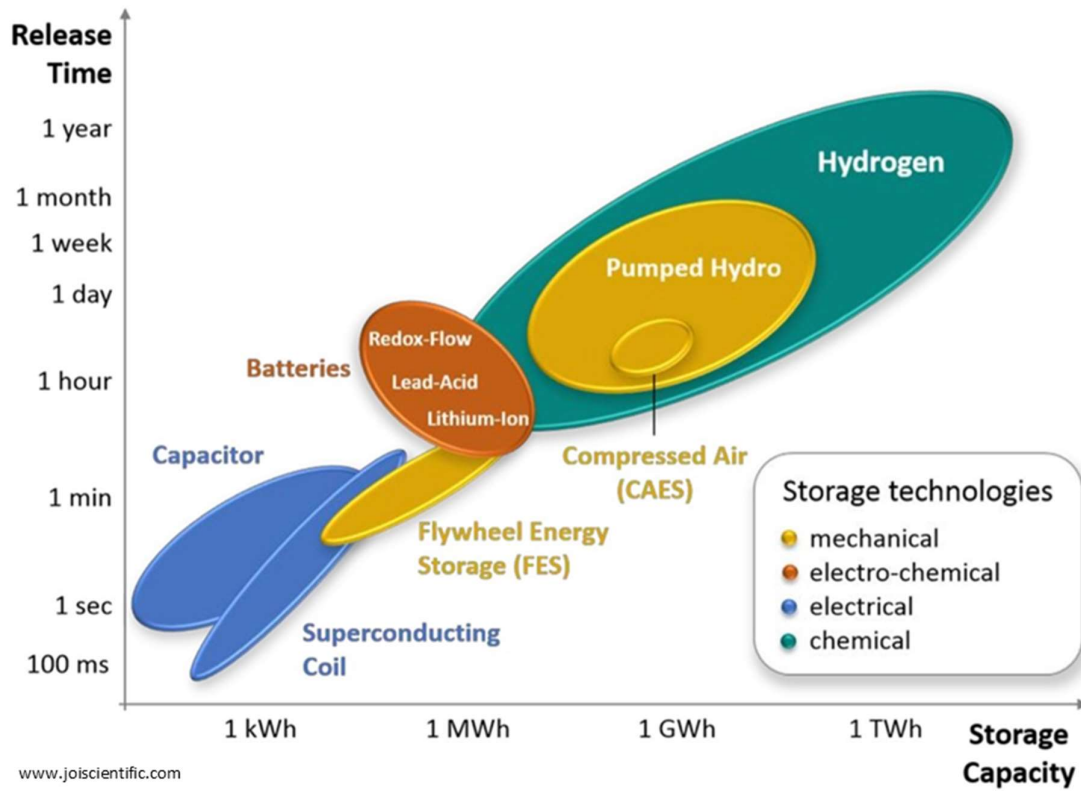 Release
Time
1 year
1 month
1 week
1 day
1 hour
1 min
1 sec
100 ms
Hydrogen
Pumped Hydro
Redox-Flow
Lead-Acid
Lithium-Ion
Batteries
Capacitor
Compressed Air
(CAES)
Flywheel Energy
Storage (FES)
Superconducting
Coil
Storage technologies
mechanical
electro-chemical
electrical
chemical
1 kWh
1 MWh
1 GWh
1 TWh
Storage
Capacity
www.joiscientific.com